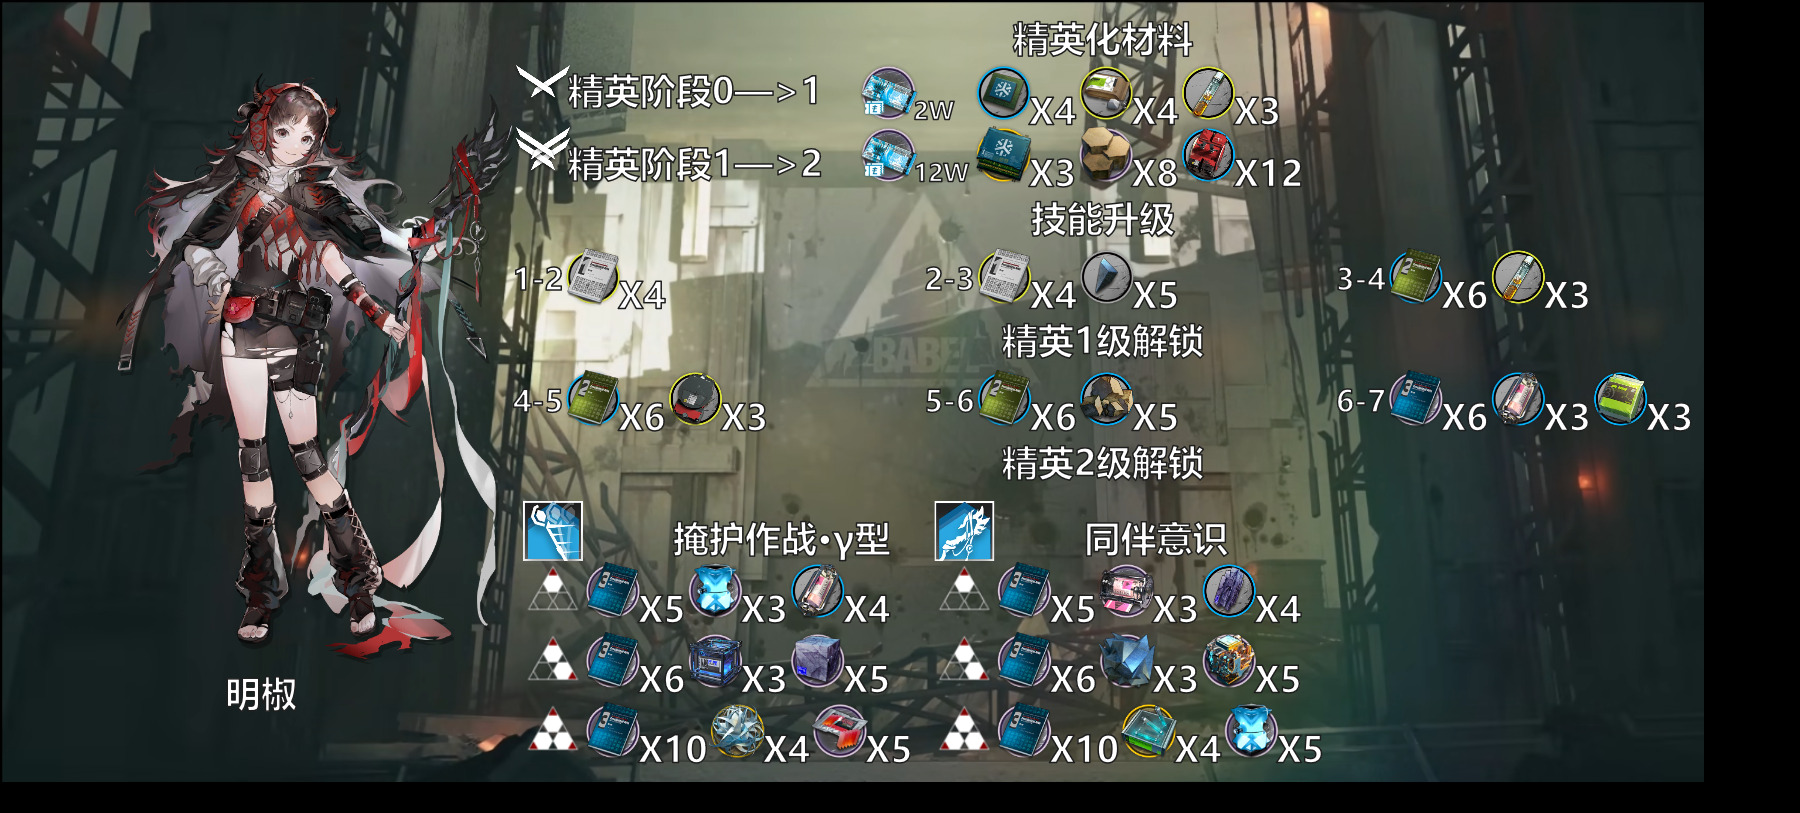 精英化材料
精英阶段0—>1 2W X4 X4 X3
精英阶段1—>2 12W X3 X8 X12
技能升级
1-2 X4 2-3 X4 X5 3-4 X6 X3
精英1级解锁
BABEL
4-5 X6 X3 5-6 X6 X5 6-7 X6 X3 X3
精英2级解锁
掩护作战·γ型 同伴意识
X5 X3 X4 X5 X3 X4
X6 X3 X5 X6 X3 X5
明椒
X10 X4 X5 X10 X4 X5